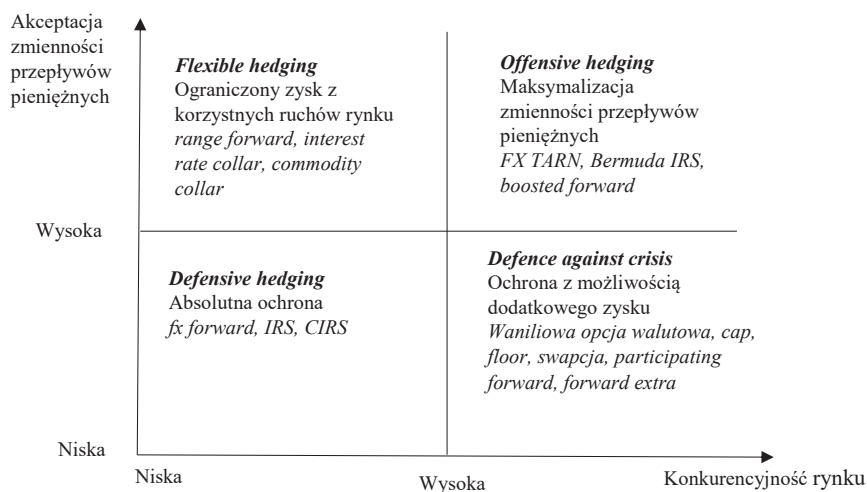 Akceptacja
zmienności
przepływów
pieniężnych
Flexible hedging
Ograniczony zysk z
korzystnych ruchów rynku
range forward, interest
rate collar, commodity
collar
Offensive hedging
Maksymalizacja
zmienności przepływów
pieniężnych
FX TARN, Bermuda IRS,
boosted forward
Wysoka
Defensive hedging
Absolutna ochrona
fx forward, IRS, CIRS
Defence against crisis
Ochrona z możliwością
dodatkowego zysku
Waniliowa opcja walutowa, cap,
floor, swapcja, participating
forward, forward extra
Niska
Niska
Wysoka
Konkurencyjność rynku